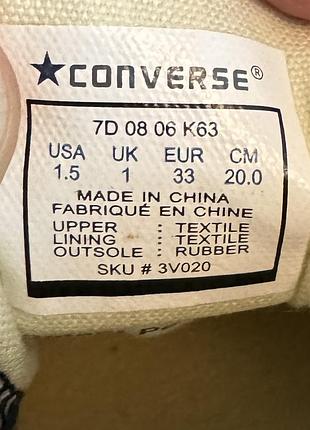 ★CONVERSE®
7D 08 06 K63
USA UK EUR CM
1.5 1 33 20.0
MADE IN CHINA
FABRIQUÉ EN CHINE
UPPER : TEXTILE
LINING : TEXTILE
OUTSOLE : RUBBER
SKU # 3V020